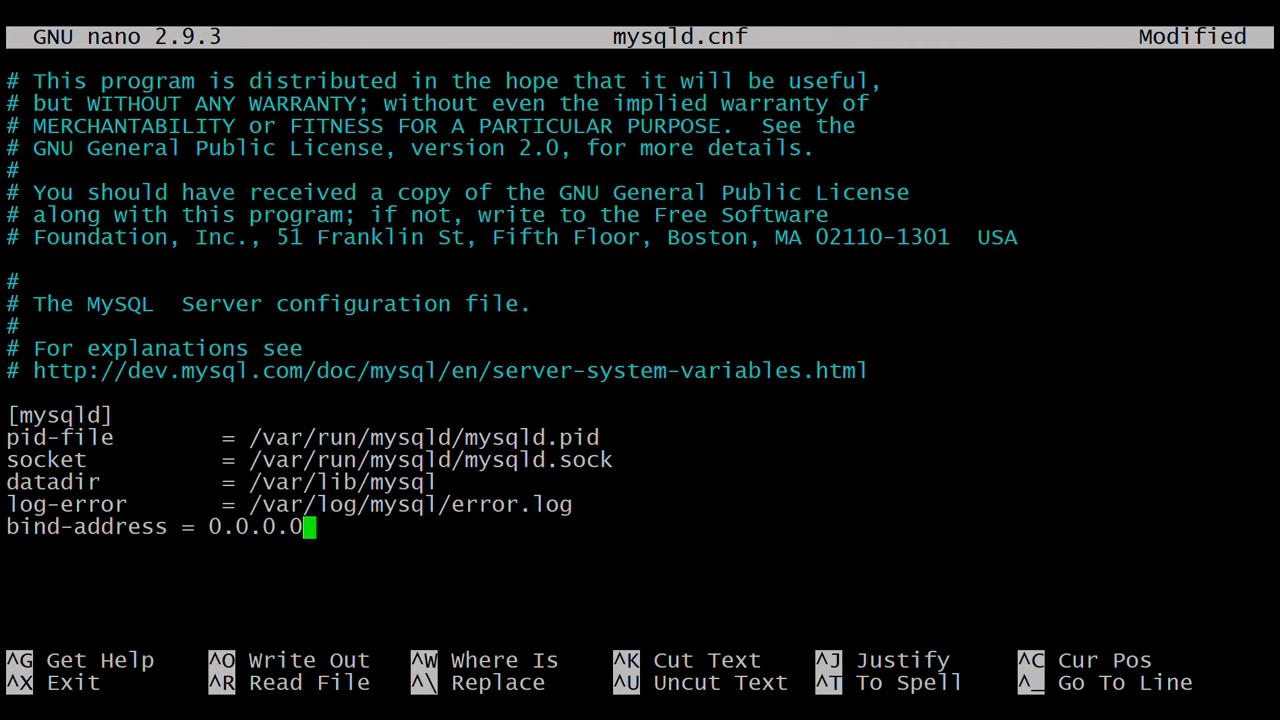 GNU nano 2.9.3 mysqld.cnf Modified
# This program is distributed in the hope that it will be useful,
# but WITHOUT ANY WARRANTY; without even the implied warranty of
# MERCHANTABILITY or FITNESS FOR A PARTICULAR PURPOSE.  See the
# GNU General Public License, version 2.0, for more details.
#
# You should have received a copy of the GNU General Public License
# along with this program; if not, write to the Free Software
# Foundation, Inc., 51 Franklin St, Fifth Floor, Boston, MA 02110-1301  USA
#
# The MySQL  Server configuration file.
#
# For explanations see
# http://dev.mysql.com/doc/mysql/en/server-system-variables.html
[mysqld]
pid-file        = /var/run/mysqld/mysqld.pid
socket          = /var/run/mysqld/mysqld.sock
datadir         = /var/lib/mysql
log-error       = /var/log/mysql/error.log
bind-address = 0.0.0.0
^G Get Help ^O Write Out ^W Where Is ^K Cut Text ^J Justify ^C Cur Pos
^X Exit ^R Read File ^\ Replace ^U Uncut Text ^T To Spell ^_ Go To Line